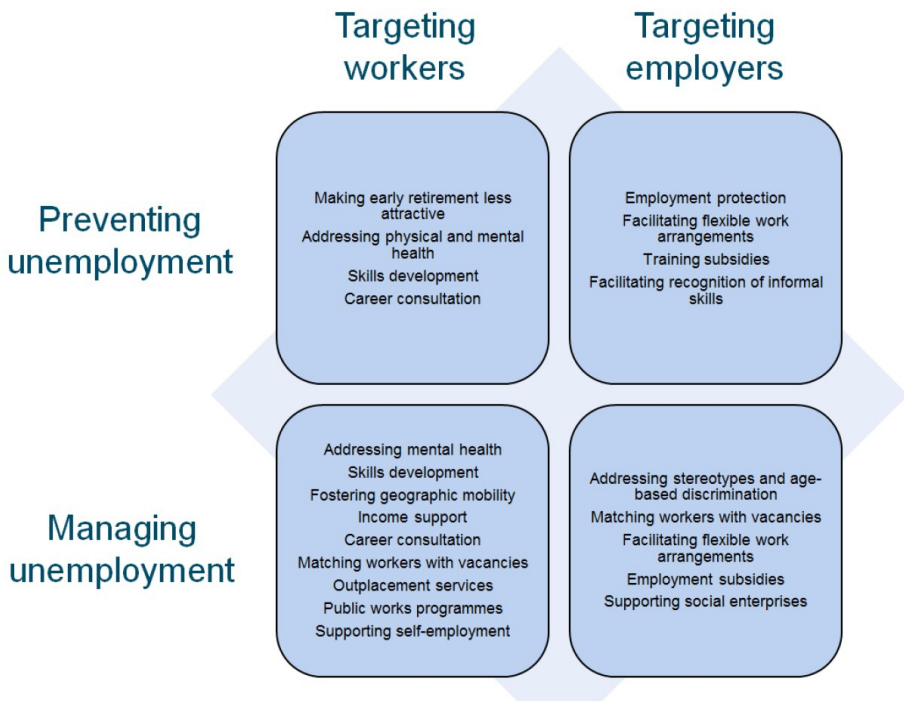 Targeting
workers
Targeting
employers
Preventing
unemployment
Making early retirement less
attractive
Addressing physical and mental
health
Skills development
Career consultation
Employment protection
Facilitating flexible work
arrangements
Training subsidies
Facilitating recognition of informal
skills
Managing
unemployment
Addressing mental health
Skills development
Fostering geographic mobility
Income support
Career consultation
Matching workers with vacancies
Outplacement services
Public works programmes
Supporting self-employment
Addressing stereotypes and age-
based discrimination
Matching workers with vacancies
Facilitating flexible work
arrangements
Employment subsidies
Supporting social enterprises